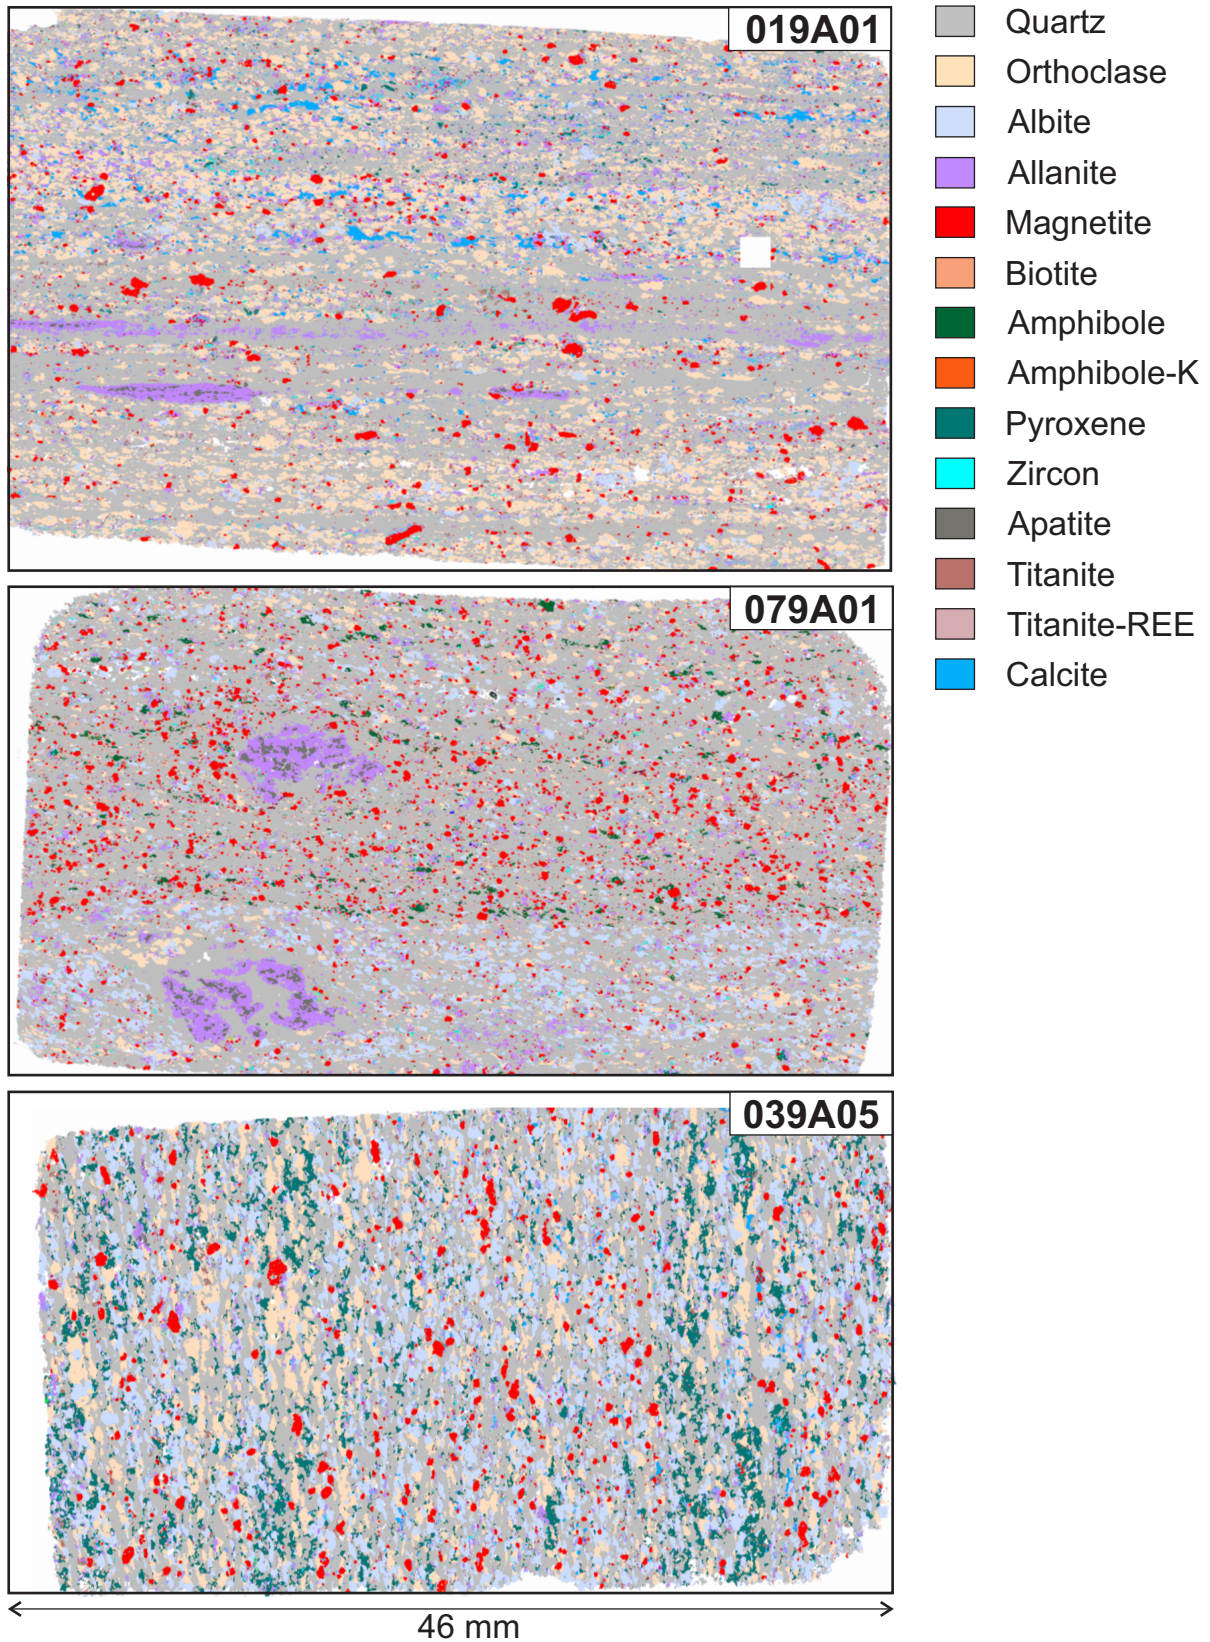 019A01
Quartz
Orthoclase
Albite
Allanite
Magnetite
Biotite
Amphibole
Amphibole-K
Pyroxene
Zircon
Apatite
Titanite
Titanite-REE
Calcite
079A01
039A05
46 mm